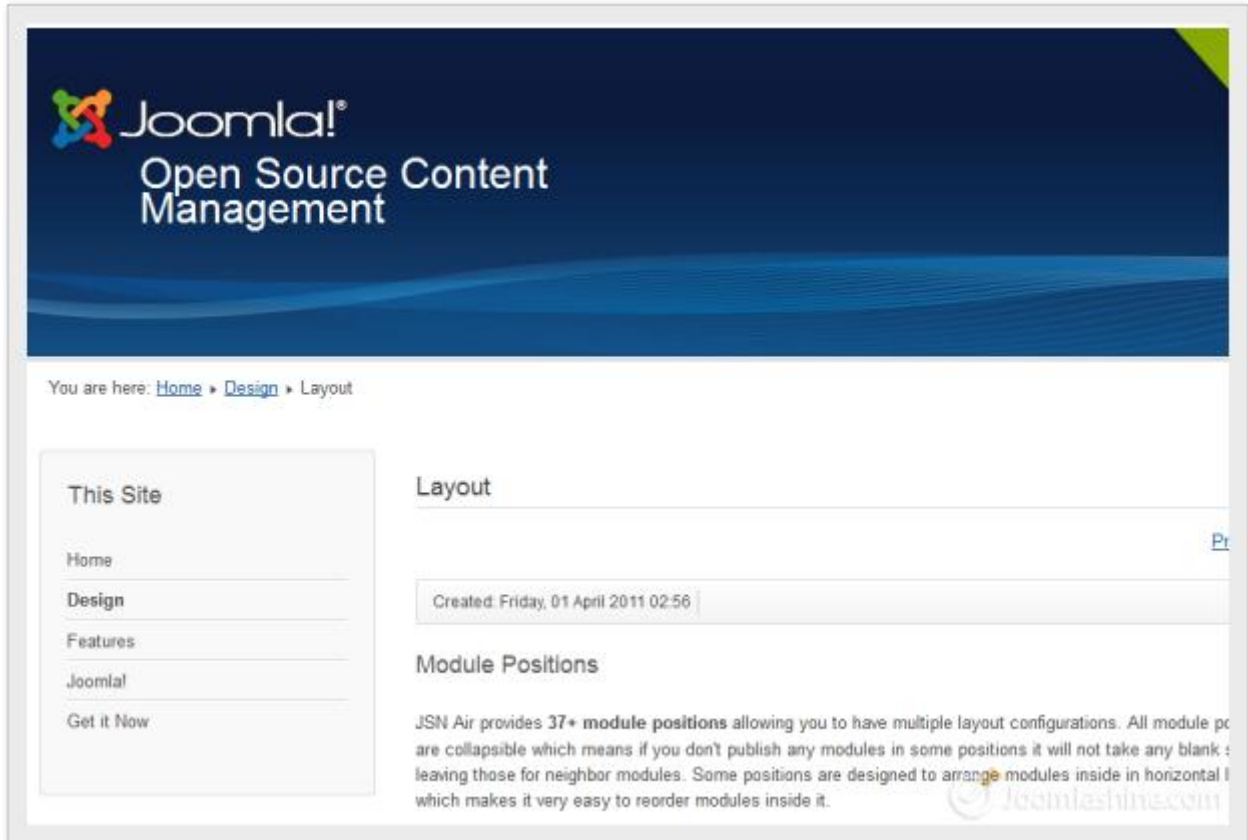 Joomla!®
Open Source Content
Management
You are here: Home ▸ Design ▸ Layout
This Site
Home
Design
Features
Joomla!
Get it Now
Layout
Created: Friday, 01 April 2011 02:56
Module Positions
JSN Air provides 37+ module positions allowing you to have multiple layout configurations. All module
are collapsible which means if you don't publish any modules in some positions it will not take any blank
leaving those for neighbor modules. Some positions are designed to arrange modules inside in horizontal
which makes it very easy to reorder modules inside it.
Joomlashine.com